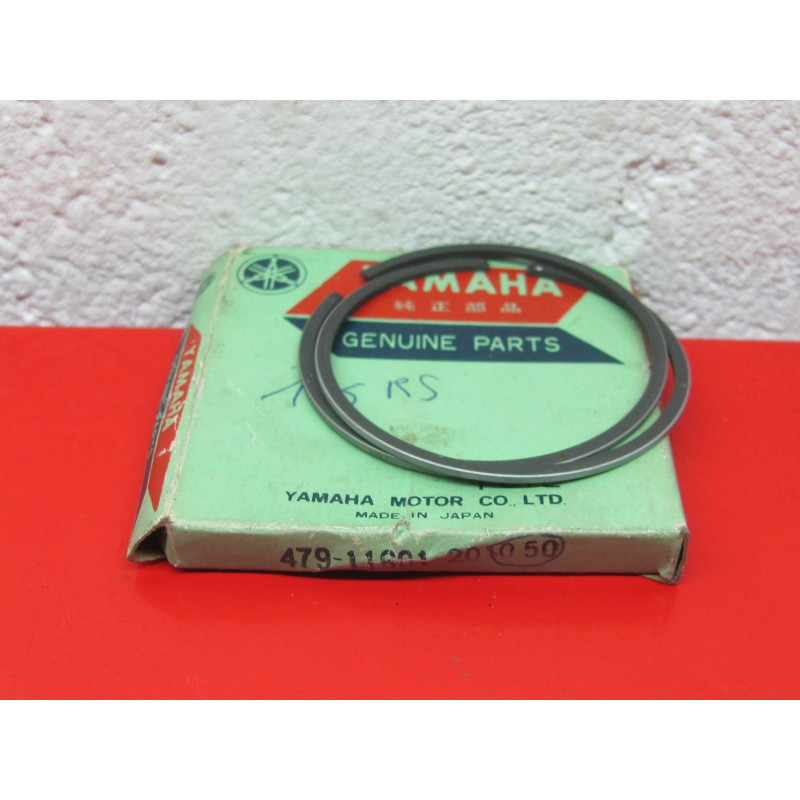 YAMAHA
純正部品
GENUINE PARTS
RS
YAMAHA MOTOR CO., LTD.
MADE IN JAPAN
479-11601 20 0 50
YAMAHA